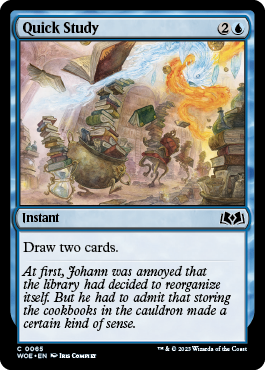 Quick Study 2
Instant
Draw two cards.
At first, Johann was annoyed that
the library had decided to reorganize
itself. But he had to admit that storing
the cookbooks in the cauldron made a
certain kind of sense.
C 0065
WOE • EN Iris Compiet
™ & © 2023 Wizards of the Coast